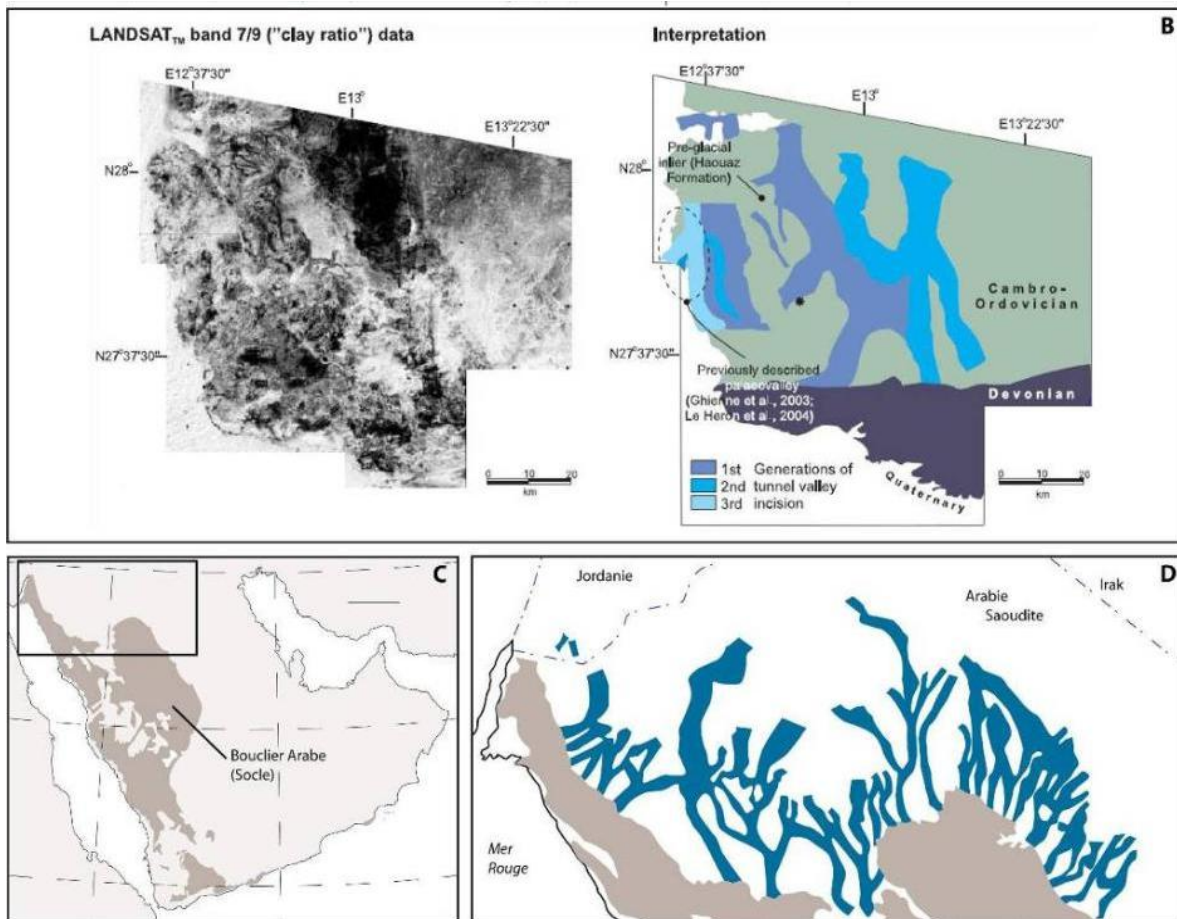 B
LANDSATTM band 7/9 ("clay ratio") data
E12°37'30"
E13°
E13°22'30"
N28°
N27°37'30"
0 10 20
km
Interpretation
E12°37'30"
E13°
E13°22'30"
Pre-glacial
inlier (Haouaz
Formation)
N28°
Cambro-
Ordovician
N27°37'30"
Previously described
palaeovalley
(Ghienne et al., 2003;
Le Heron et al., 2004)
Devonian
Quaternary
1st Generations of
2nd tunnel valley
3rd incision
0 10 20
km
C
Bouclier Arabe
(Socle)
D
Jordanie
Arabie
Saoudite
Irak
Mer
Rouge